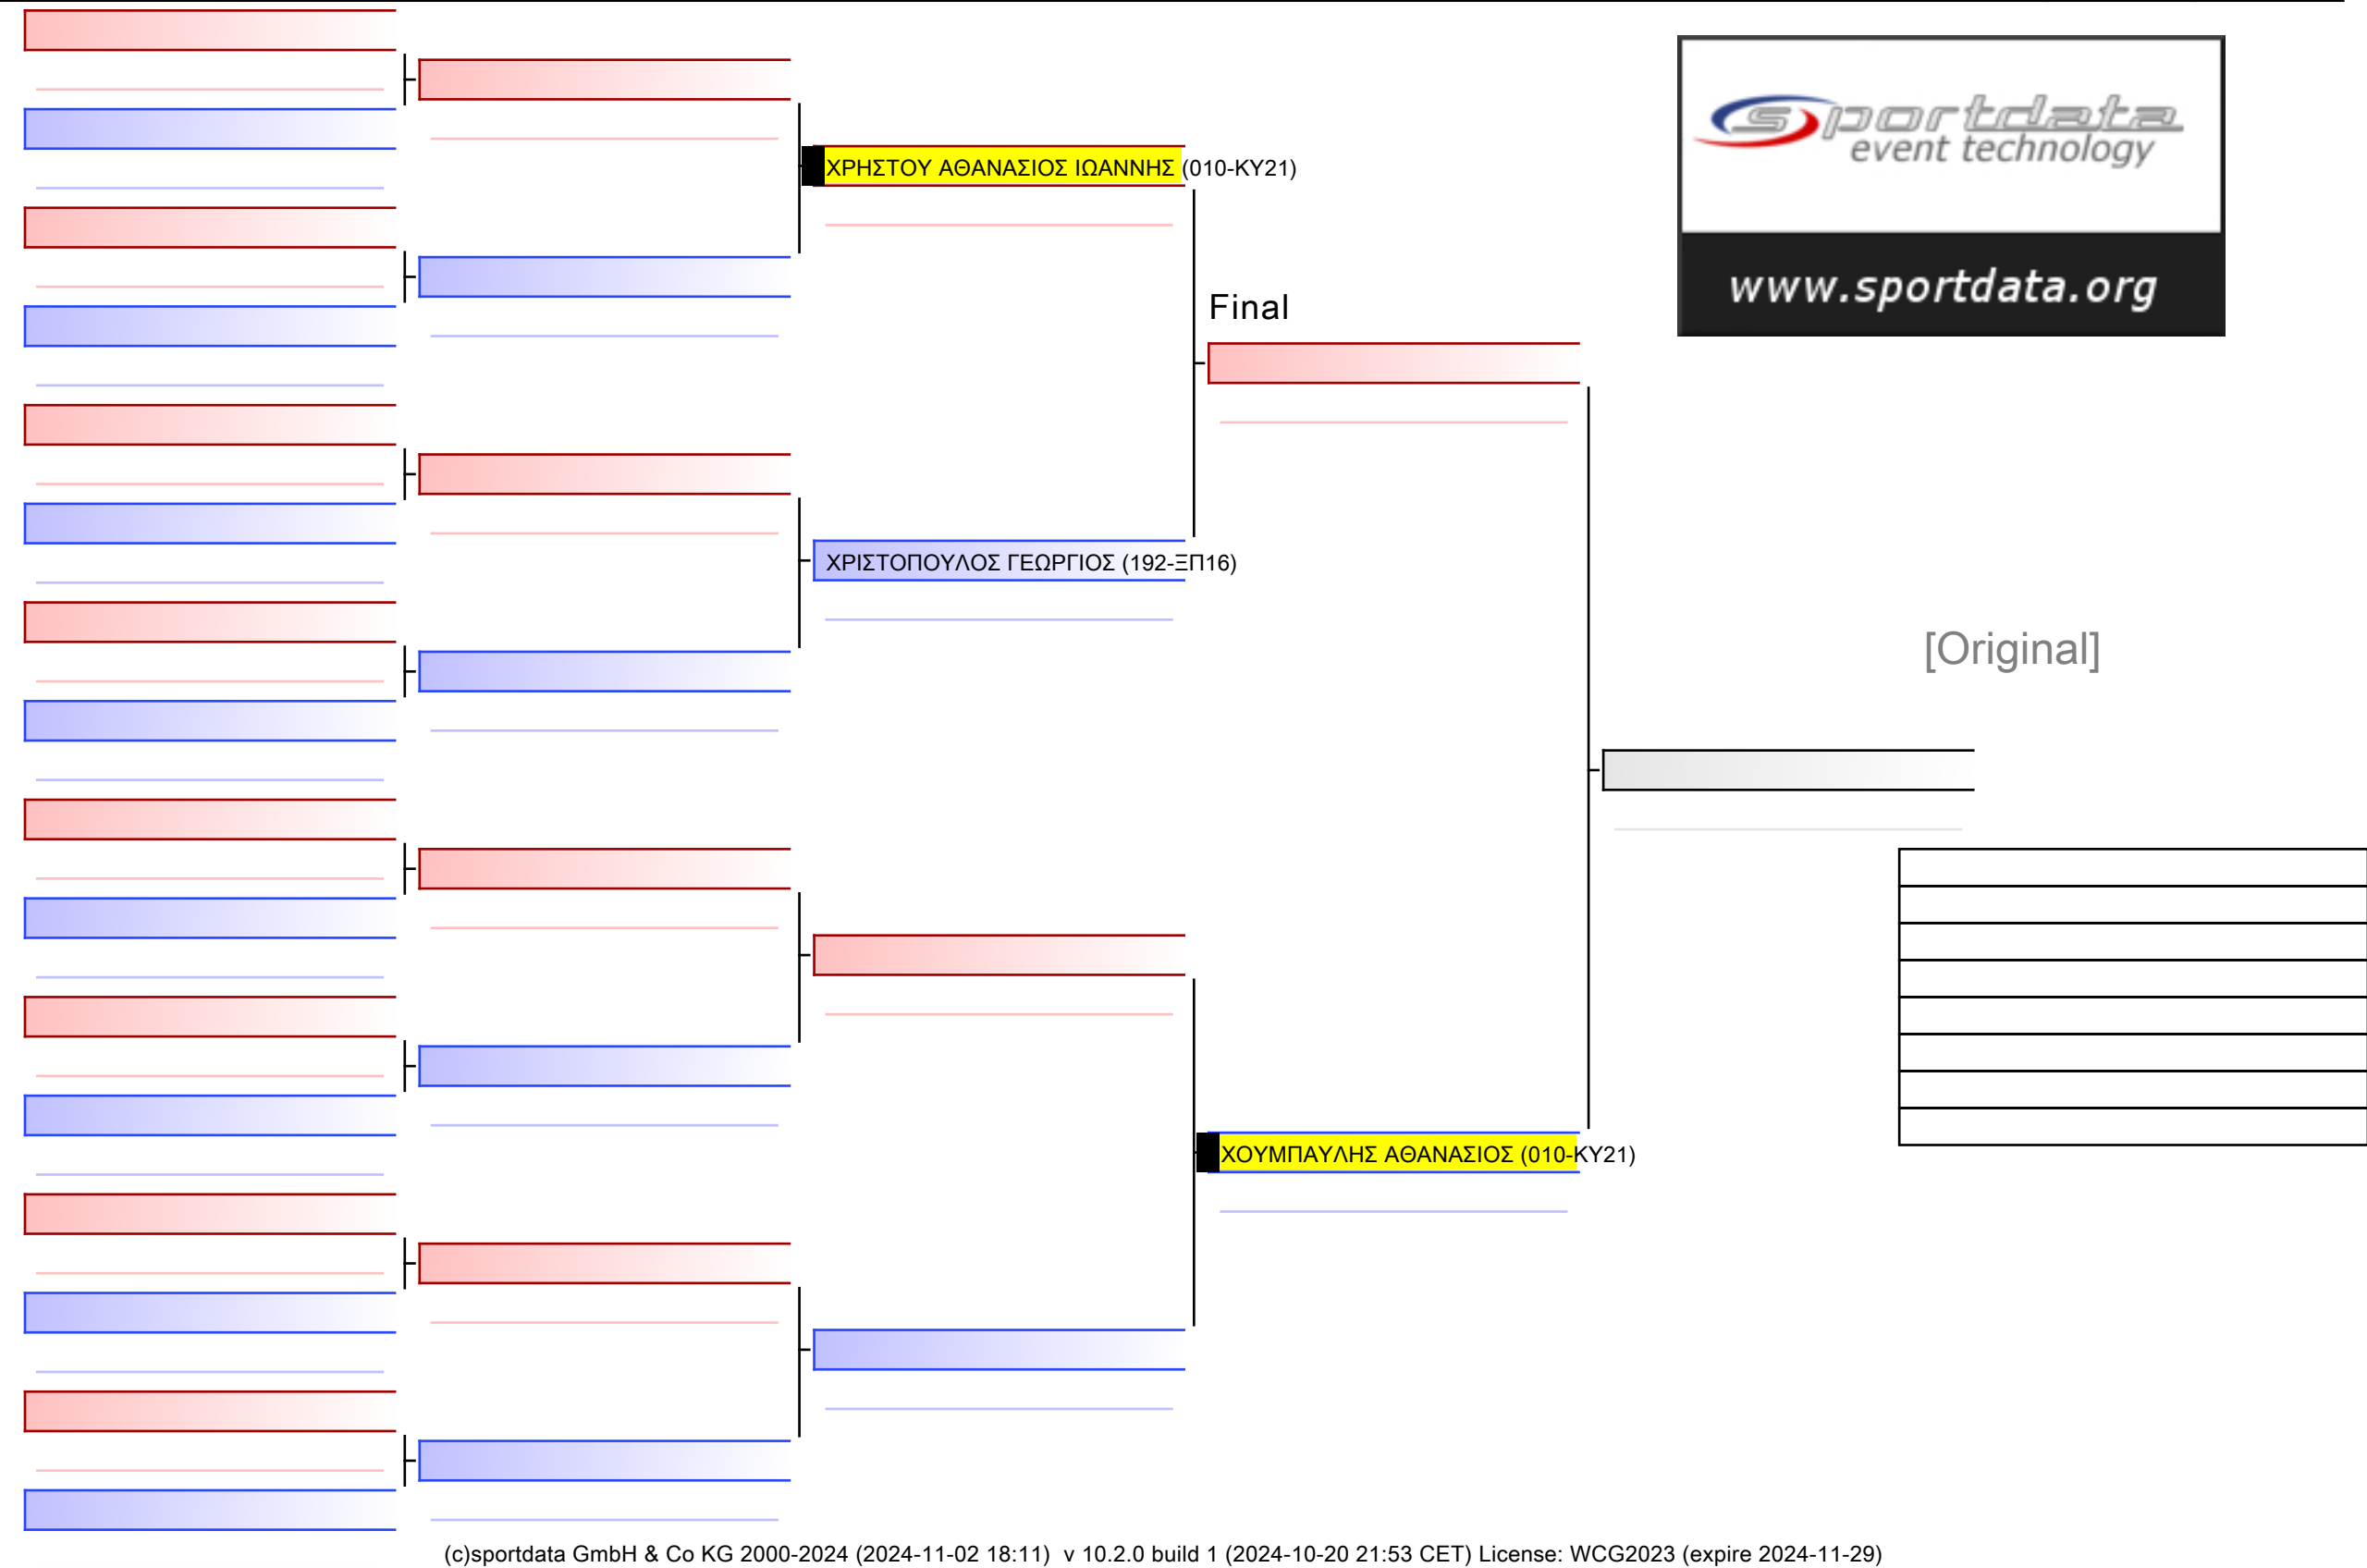 sportdata
event technology
www.sportdata.org
ΧΡΗΣΤΟΥ ΑΘΑΝΑΣΙΟΣ ΙΩΑΝΝΗΣ (010-ΚΥ21)
Final
ΧΡΙΣΤΟΠΟΥΛΟΣ ΓΕΩΡΓΙΟΣ (192-ΞΠ16)
[Original]
ΧΟΥΜΠΑΥΛΗΣ ΑΘΑΝΑΣΙΟΣ (010-ΚΥ21)
(c)sportdata GmbH & Co KG 2000-2024 (2024-11-02 18:11) v 10.2.0 build 1 (2024-10-20 21:53 CET) License: WCG2023 (expire 2024-11-29)